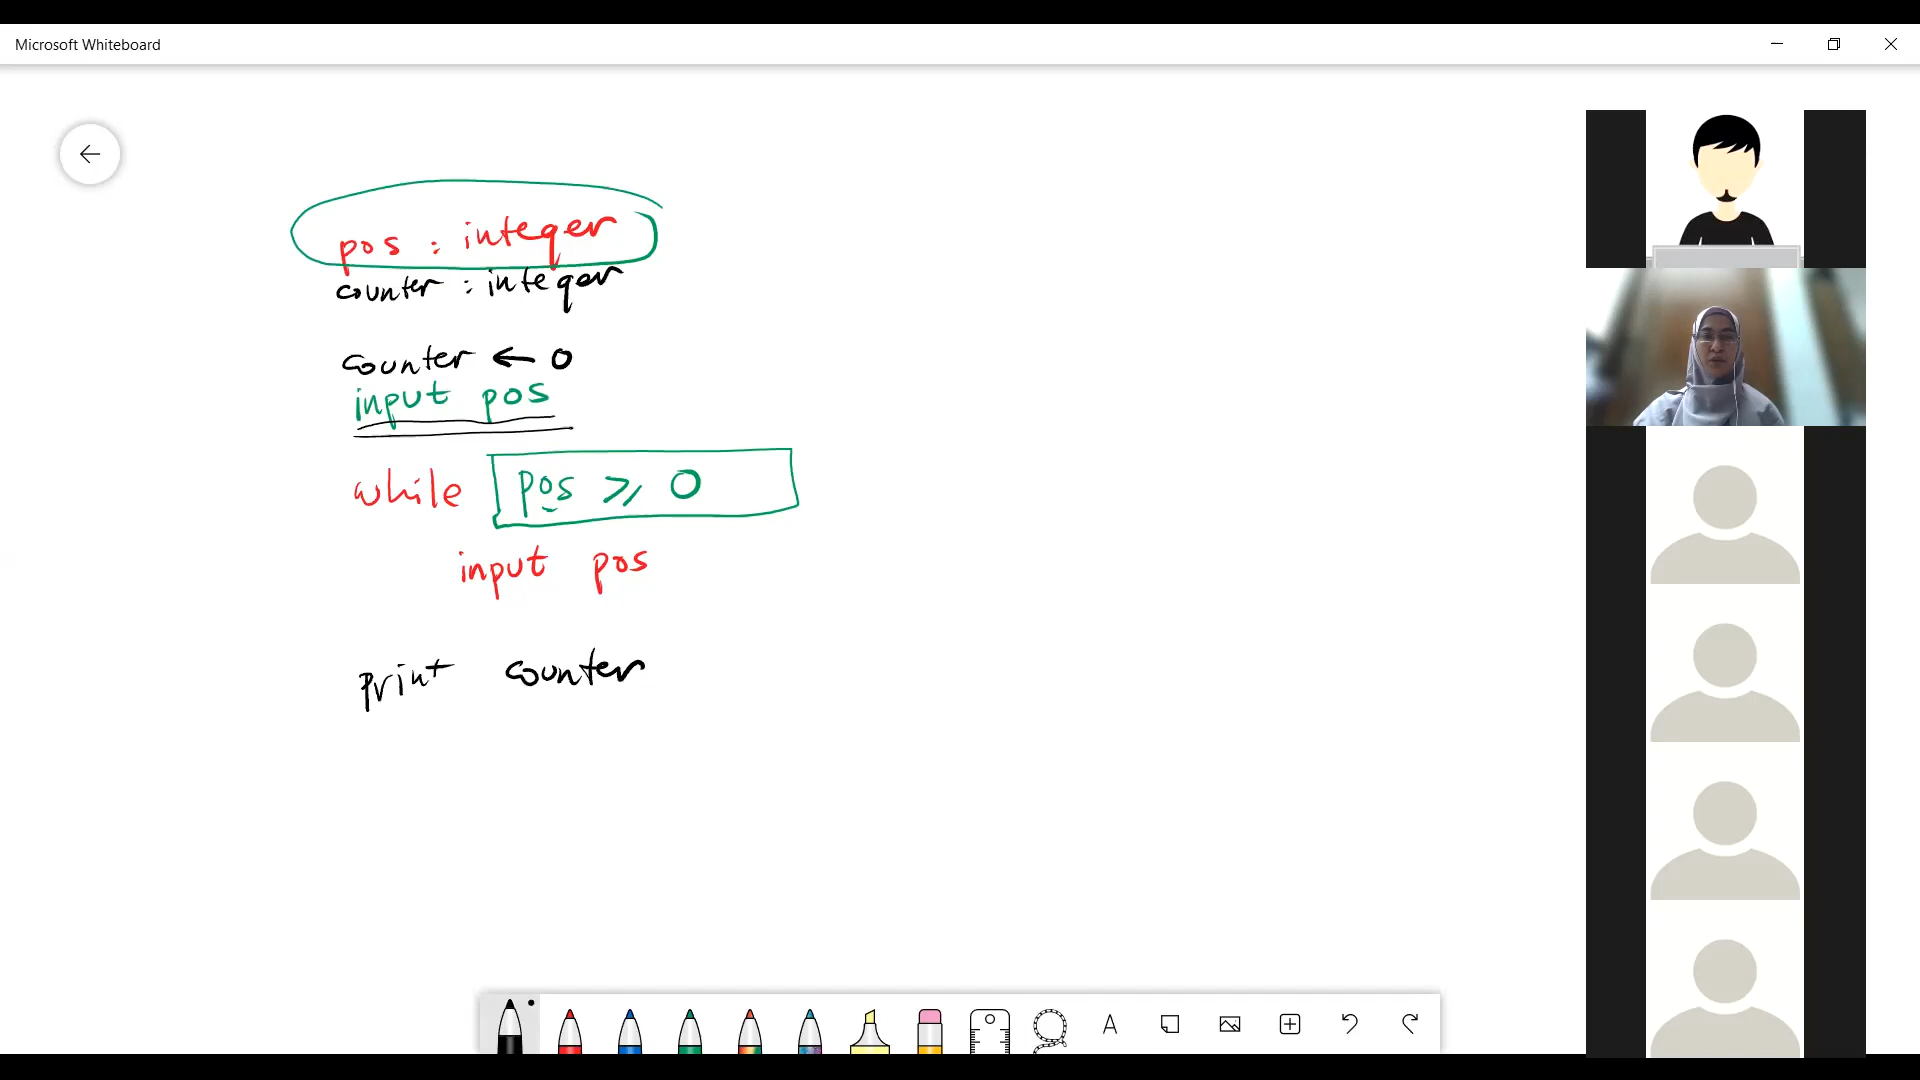 Microsoft Whiteboard
pos : integer
counter : integer
counter ← 0
input pos
while pos ⩾ 0
input pos
print counter